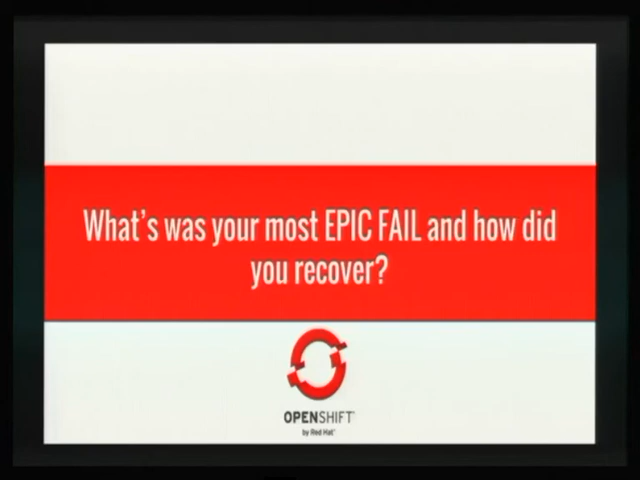 What's was your most EPIC FAIL and how did
you recover?
OPENSHIFT
by Red Hat